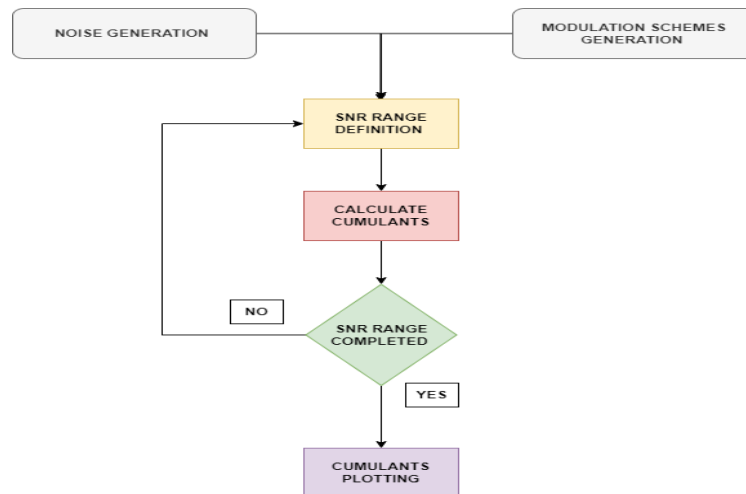 NOISE GENERATION
MODULATION SCHEMES
GENERATION
SNR RANGE
DEFINITION
CALCULATE
CUMULANTS
NO
SNR RANGE
COMPLETED
YES
CUMULANTS
PLOTTING